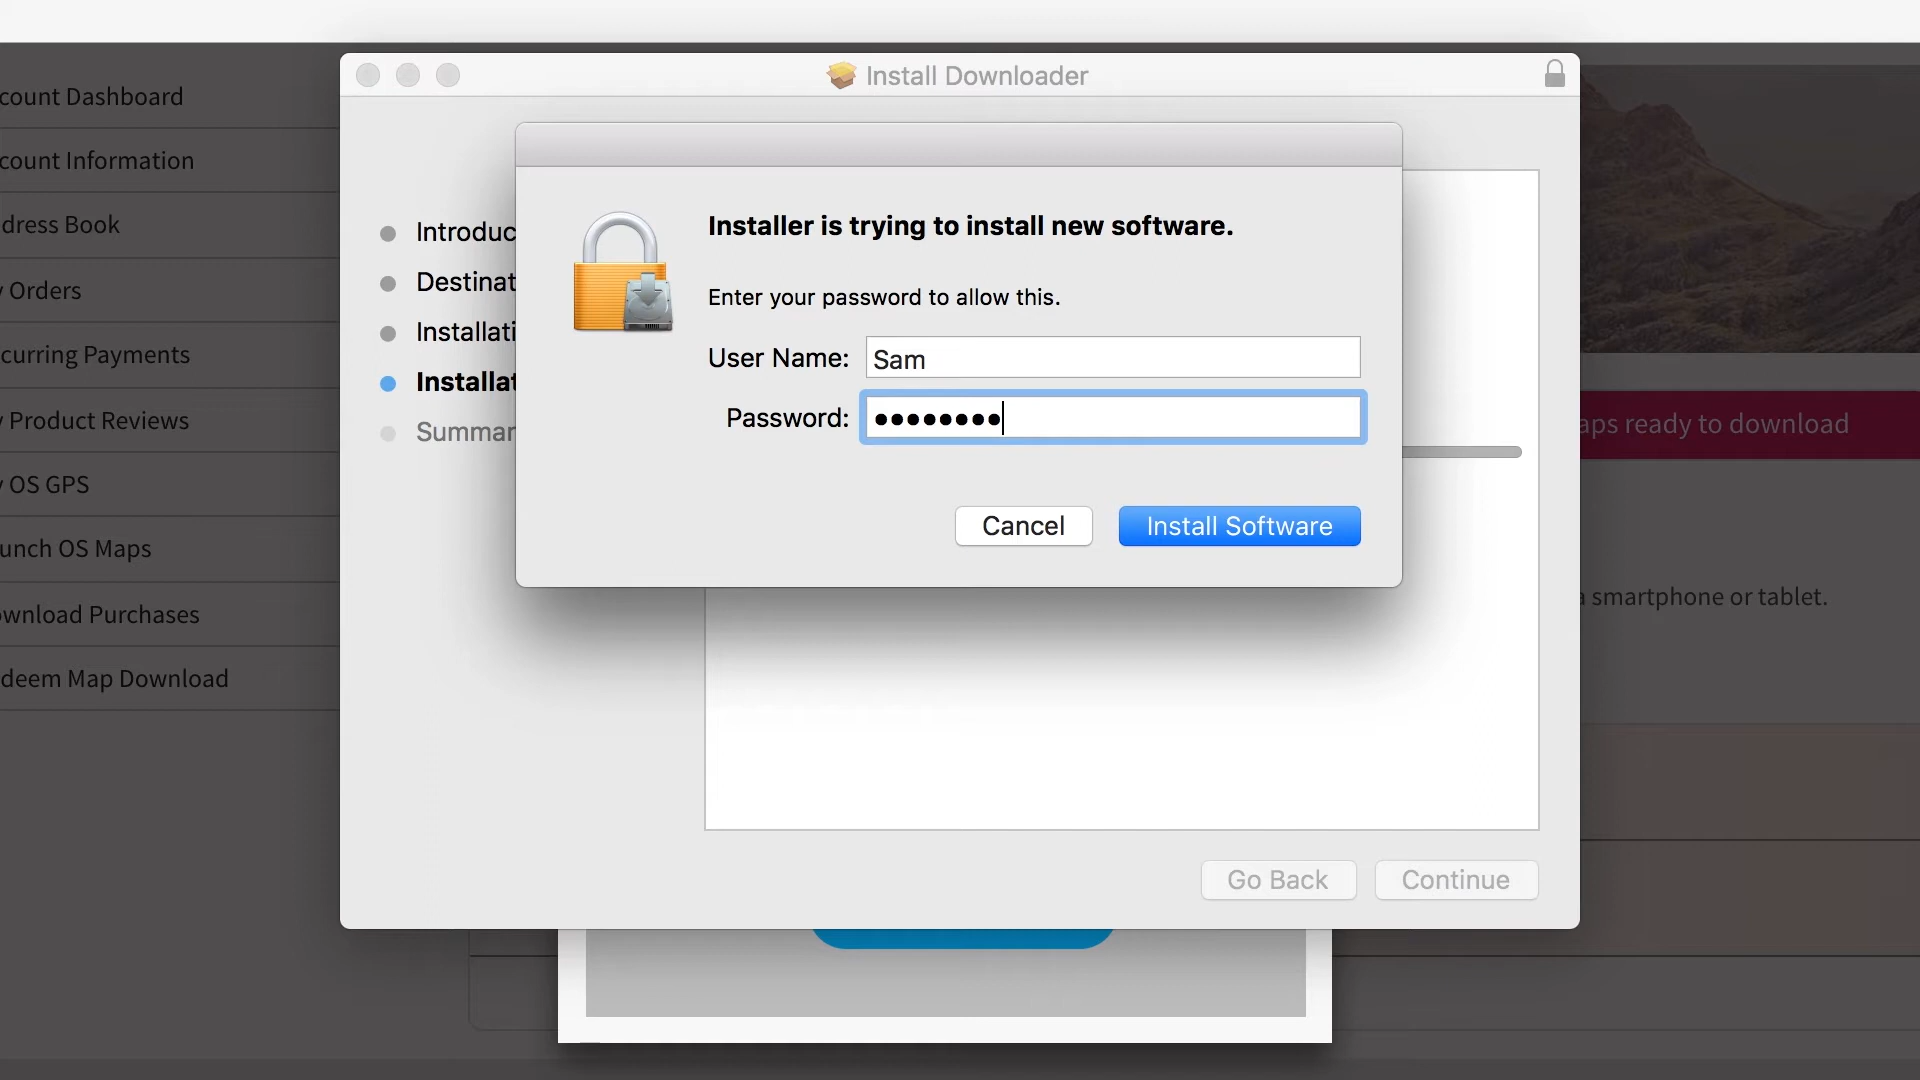 Install Downloader
count Dashboard
count Information
dress Book
Orders
curring Payments
Product Reviews
OS GPS
unch OS Maps
ownload Purchases
deem Map Download
Introduc
Destinat
Installati
Installat
Summar
Installer is trying to install new software.
Enter your password to allow this.
User Name: Sam
Password: ••••••••
Cancel Install Software
aps ready to download
a smartphone or tablet.
Go Back Continue